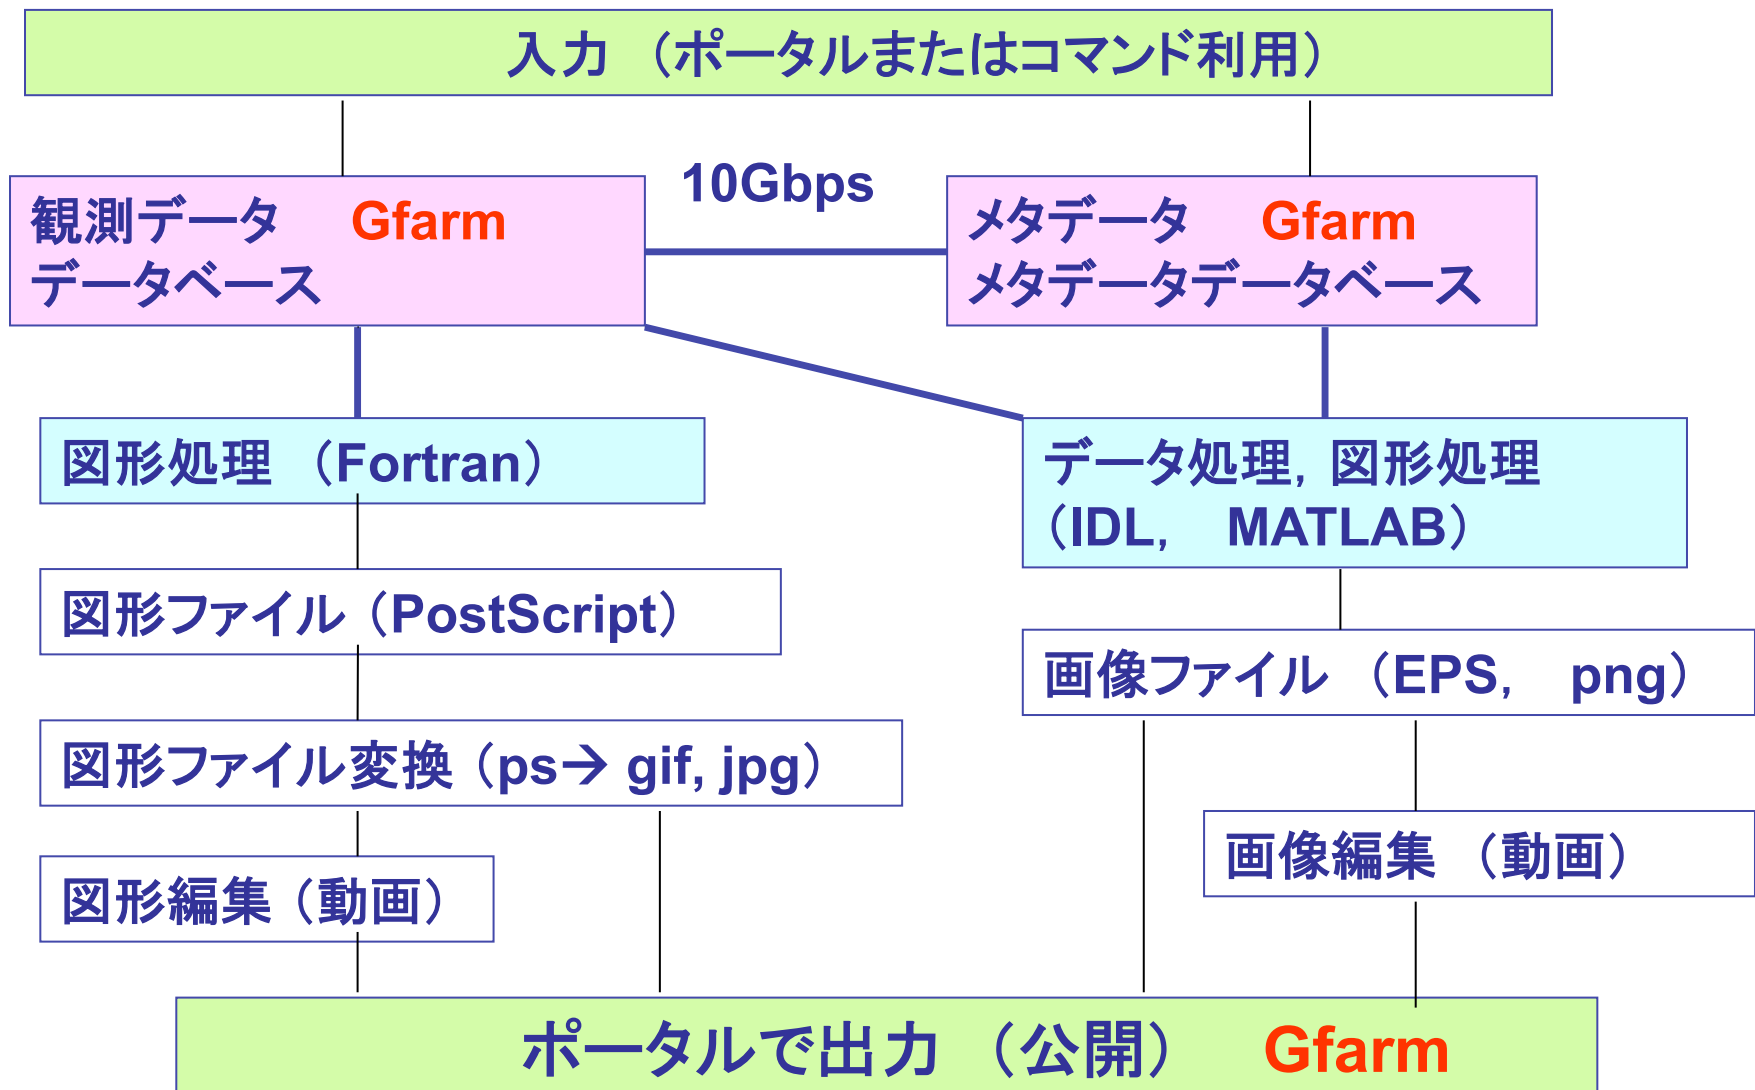 入力 （ポータルまたはコマンド利用）
10Gbps
観測データ Gfarm
データベース
メタデータ Gfarm
メタデータデータベース
図形処理 （Fortran）
データ処理，図形処理
（IDL， MATLAB）
図形ファイル（PostScript）
画像ファイル （EPS， png）
図形ファイル変換（ps→ gif, jpg）
画像編集 （動画）
図形編集（動画）
ポータルで出力 （公開） Gfarm